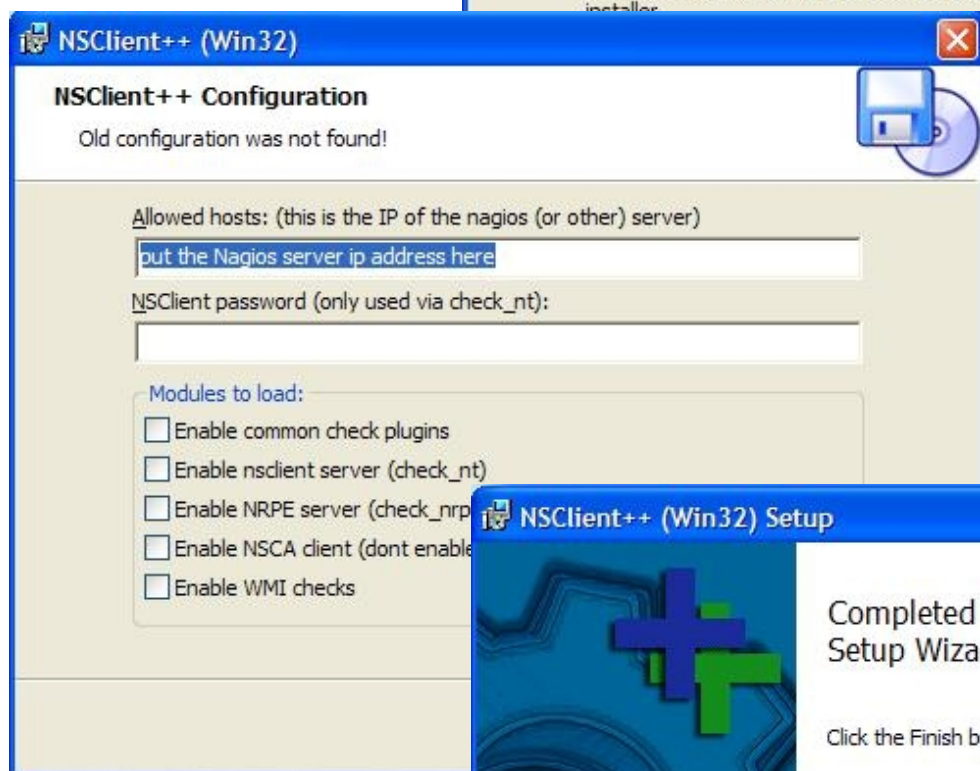 installer
NSClient++ (Win32)
NSClient++ Configuration
Old configuration was not found!
Allowed hosts: (this is the IP of the nagios (or other) server)
put the Nagios server ip address here
NSClient password (only used via check_nt):
Modules to load:
Enable common check plugins
Enable nsclient server (check_nt)
Enable NRPE server (check_nrp
Enable NSCA client (dont enable
Enable WMI checks
NSClient++ (Win32) Setup
Completed
Setup Wiza
Click the Finish b